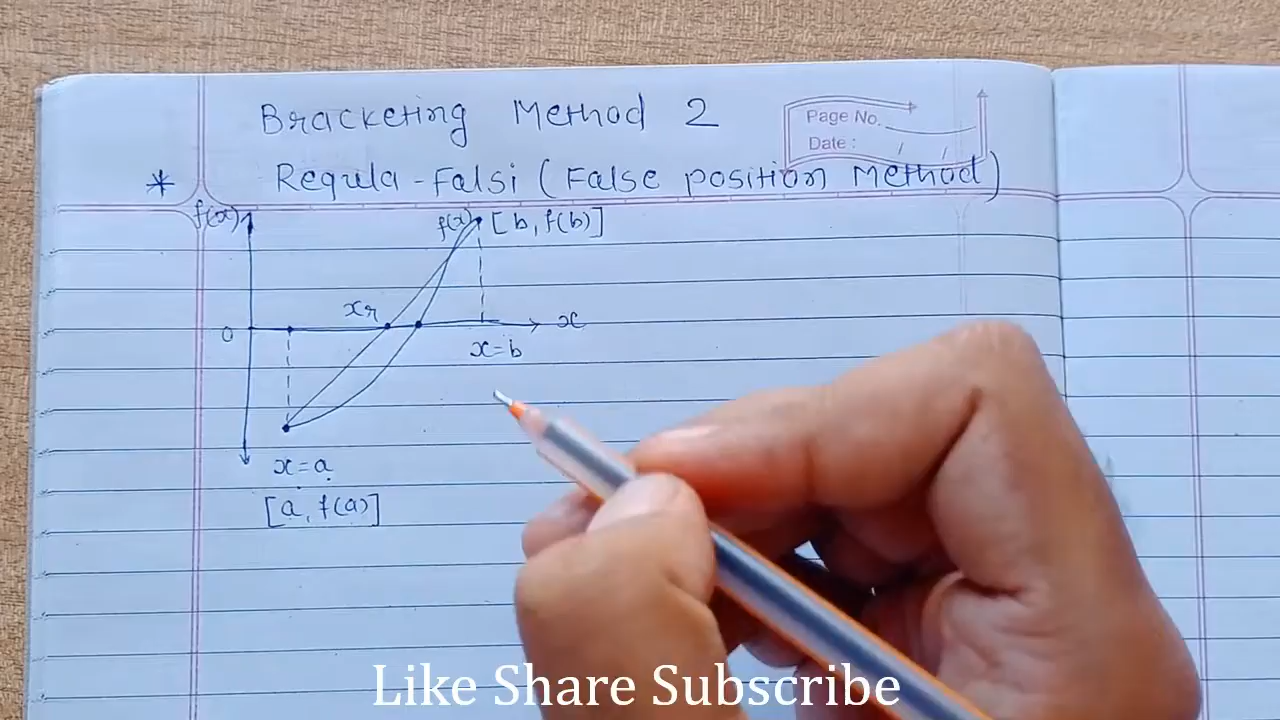 Bracketing Method 2
Page No.
Date : / /
* Regula-Falsi (False position Method)
f(x)
f(x) [b, f(b)]
xr
0
x
x=b
x=a
[a, f(a)]
Like Share Subscribe